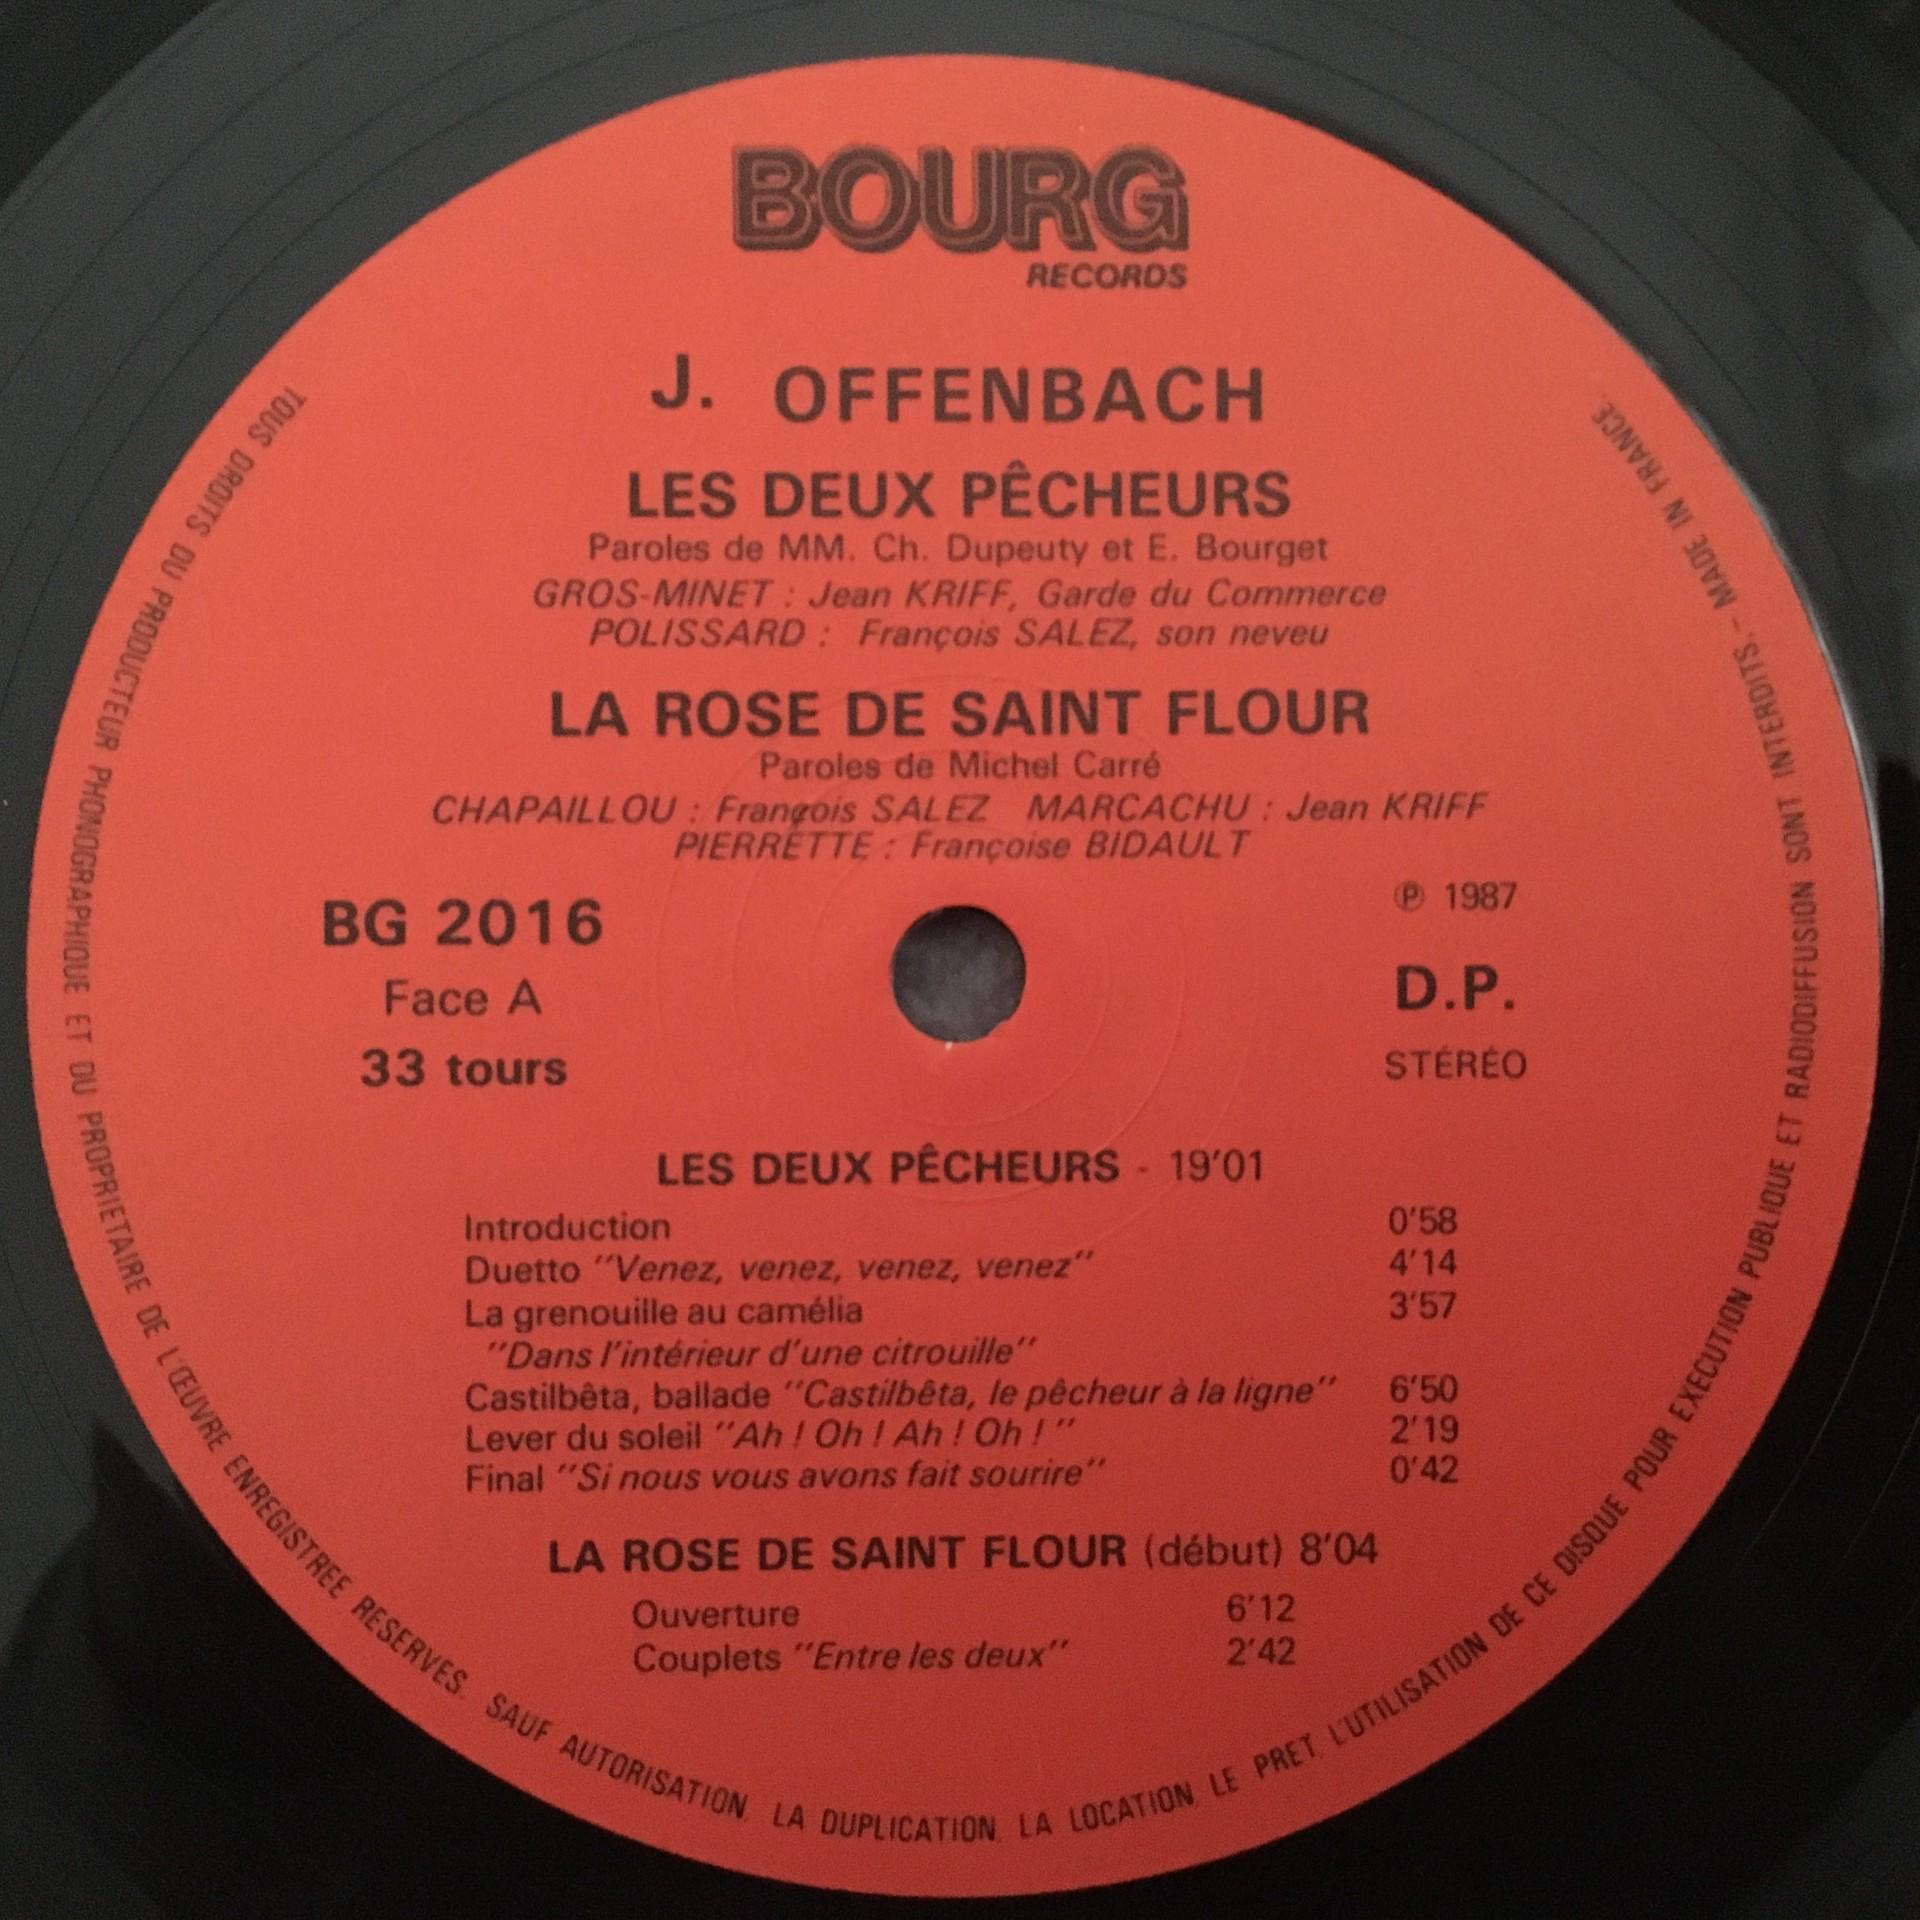 BOURG
RECORDS
J. OFFENBACH
LES DEUX PÊCHEURS
Paroles de MM. Ch. Dupeuty et E. Bourget
GROS-MINET : Jean KRIFF, Garde du Commerce
POLISSARD : François SALEZ, son neveu
LA ROSE DE SAINT FLOUR
Paroles de Michel Carré
CHAPAILLOU : François SALEZ MARCACHU : Jean KRIFF
PIERRETTE : Françoise BIDAULT
BG 2016
Face A
33 tours
℗ 1987
D.P.
STÉRÉO
LES DEUX PÊCHEURS - 19'01
Introduction 0'58
Duetto "Venez, venez, venez, venez" 4'14
La grenouille au camélia 3'57
"Dans l'intérieur d'une citrouille"
Castilbêta, ballade "Castilbêta, le pêcheur à la ligne" 6'50
Lever du soleil "Ah ! Oh ! Ah ! Oh ! " 2'19
Final "Si nous vous avons fait sourire" 0'42
LA ROSE DE SAINT FLOUR (début) 8'04
Ouverture 6'12
Couplets "Entre les deux" 2'42
TOUS DROITS DU PRODUCTEUR PHONOGRAPHIQUE ET DU PROPRIETAIRE DE L'ŒUVRE ENREGISTREE RESERVES. SAUF AUTORISATION, LA DUPLICATION, LA LOCATION, LE PRET, L'UTILISATION DE CE DISQUE POUR EXECUTION PUBLIQUE ET RADIODIFFUSION SONT INTERDITS. – MADE IN FRANCE.